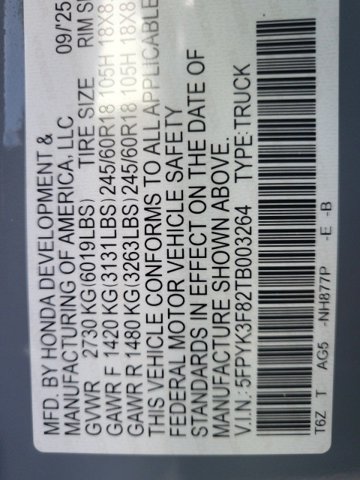 MFD. BY HONDA DEVELOPMENT & 09/'25
MANUFACTURING OF AMERICA, LLC
GVWR 2730 KG(6019LBS) TIRE SIZE RIM
GAWR F 1420 KG(3131LBS) 245/60R18 105H 18X8.
GAWR R 1480 KG(3263LBS) 245/60R18 105H 18X8.
THIS VEHICLE CONFORMS TO ALL APPLICABLE
FEDERAL MOTOR VEHICLE SAFETY
STANDARDS IN EFFECT ON THE DATE OF
MANUFACTURE SHOWN ABOVE.
V.I.N.: 5FPYK3F82TB003264 TYPE: TRUCK
T6Z T AG5 -NH877P -E -B